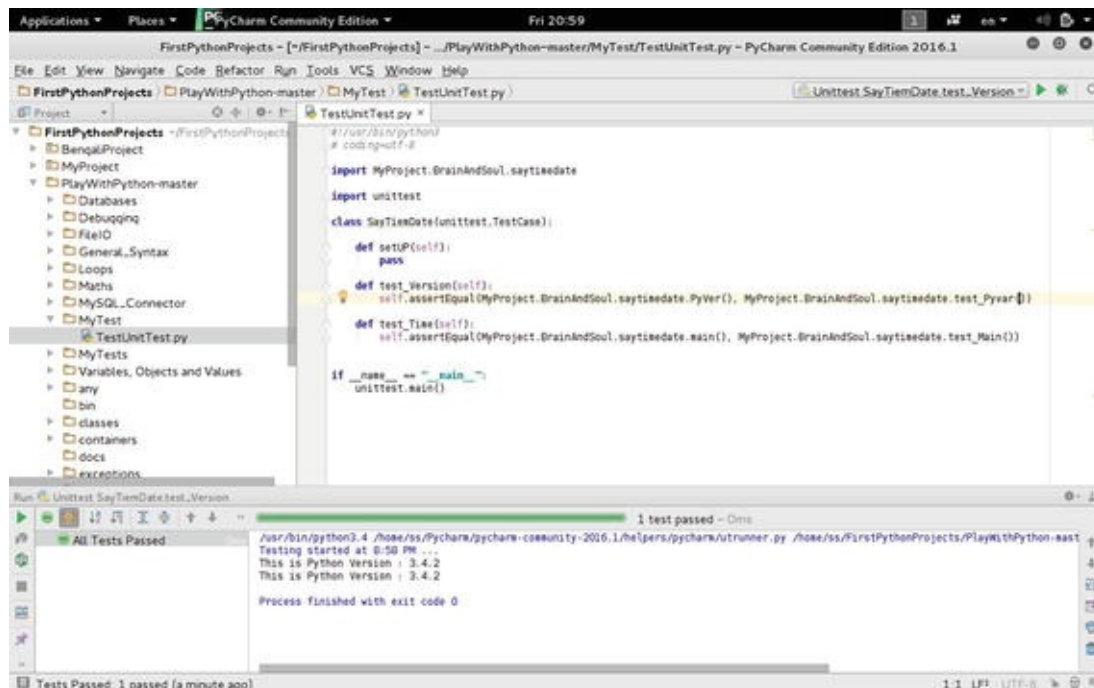 Applications Places PyCharm Community Edition Fri 20:59 1 en
FirstPythonProjects - [~/FirstPythonProjects] - .../PlayWithPython-master/MyTest/TestUnitTest.py - PyCharm Community Edition 2016.1
File Edit View Navigate Code Refactor Run Tools VCS Window Help
FirstPythonProjects PlayWithPython-master MyTest TestUnitTest.py Unittest SayTiemDate.test_Version
Project TestUnitTest.py
FirstPythonProjects ~/FirstPythonProjects
BengaliProject
MyProject
PlayWithPython-master
Databases
Debugging
FileIO
General_Syntax
Loops
Maths
MySQL_Connector
MyTest
TestUnitTest.py
MyTests
Variables, Objects and Values
any
bin
classes
containers
docs
exceptions
#!/usr/bin/python3
# coding=utf-8
import MyProject.BrainAndSoul.saytimedate
import unittest
class SayTiemDate(unittest.TestCase):
def setUP(self):
pass
def test_Version(self):
self.assertEqual(MyProject.BrainAndSoul.saytimedate.PyVer(), MyProject.BrainAndSoul.saytimedate.test_Pyvar())
def test_Time(self):
self.assertEqual(MyProject.BrainAndSoul.saytimedate.main(), MyProject.BrainAndSoul.saytimedate.test_Main())
if __name__ == "__main__":
unittest.main()
Run Unittest SayTiemDate.test_Version
1 test passed - 0ms
All Tests Passed
/usr/bin/python3.4 /home/ss/Pycharm/pycharm-community-2016.1/helpers/pycharm/utrunner.py /home/ss/FirstPythonProjects/PlayWithPython-mast
Testing started at 8:58 PM ...
This is Python Version : 3.4.2
This is Python Version : 3.4.2
Process finished with exit code 0
Tests Passed: 1 passed (a minute ago) 1:1 LF÷ UTF-8